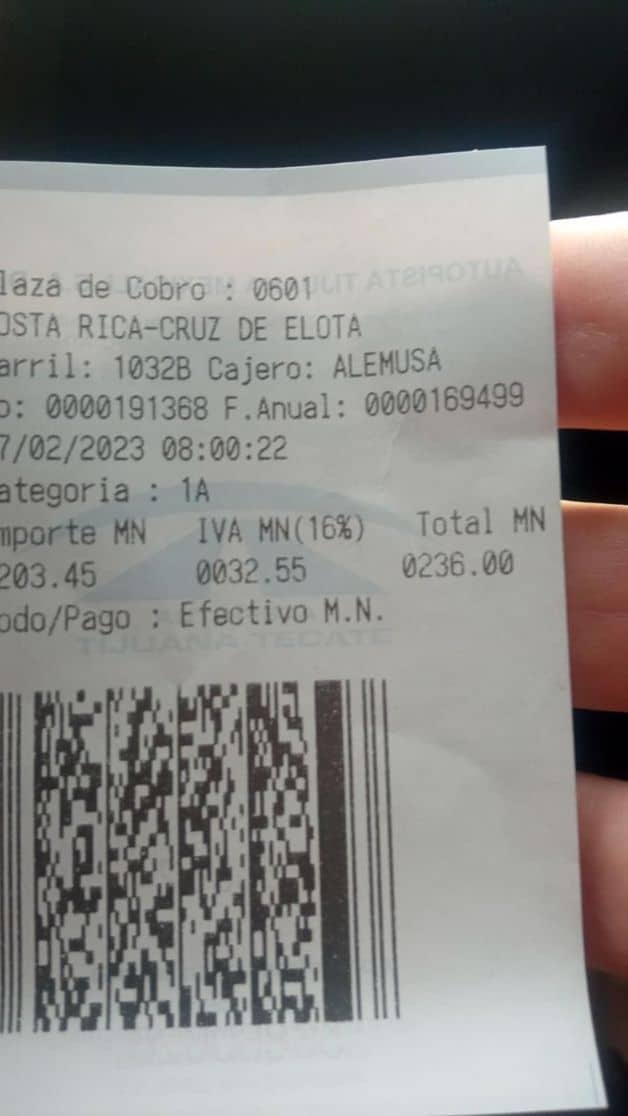 laza de Cobro : 0601
OSTA RICA-CRUZ DE ELOTA
arril: 1032B Cajero: ALEMUSA
o: 0000191368 F.Anual: 0000169499
7/02/2023 08:00:22
ategoria : 1A
mporte MN IVA MN(16%) Total MN
203.45 0032.55 0236.00
odo/Pago : Efectivo M.N.
TIJUANA TECATE